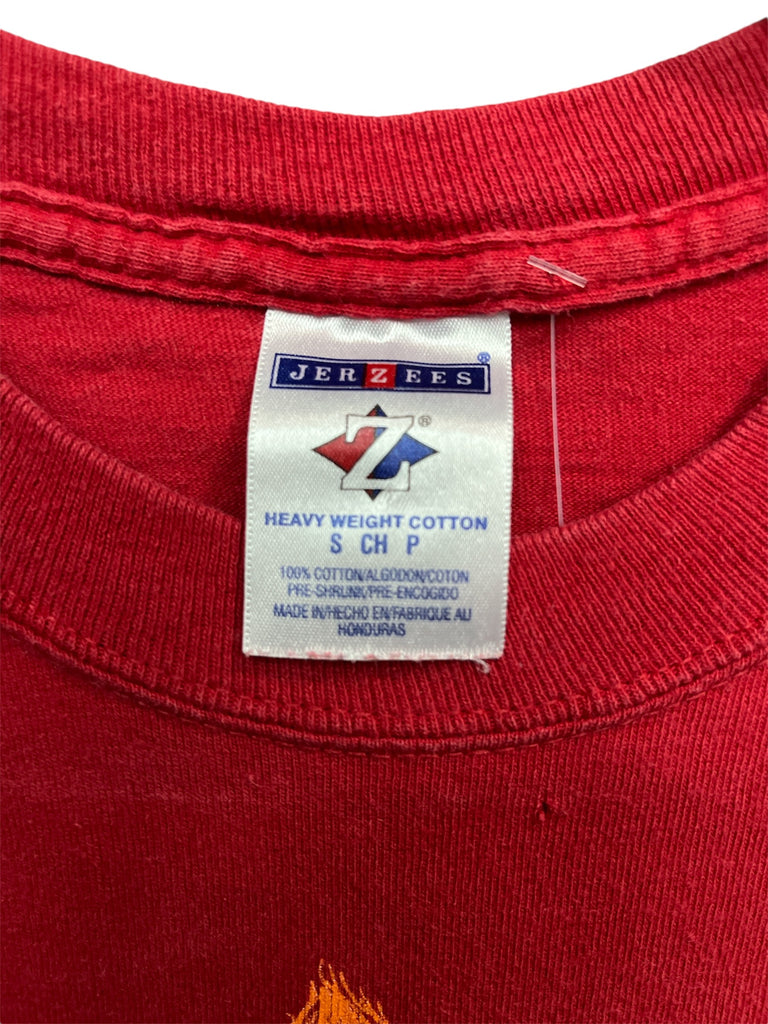 JERZEES®
Z®
HEAVY WEIGHT COTTON
S CH P
100% COTTON/ALGODON/COTON
PRE-SHRUNK/PRE-ENCOGIDO
MADE IN/HECHO EN/FABRIQUE AU
HONDURAS